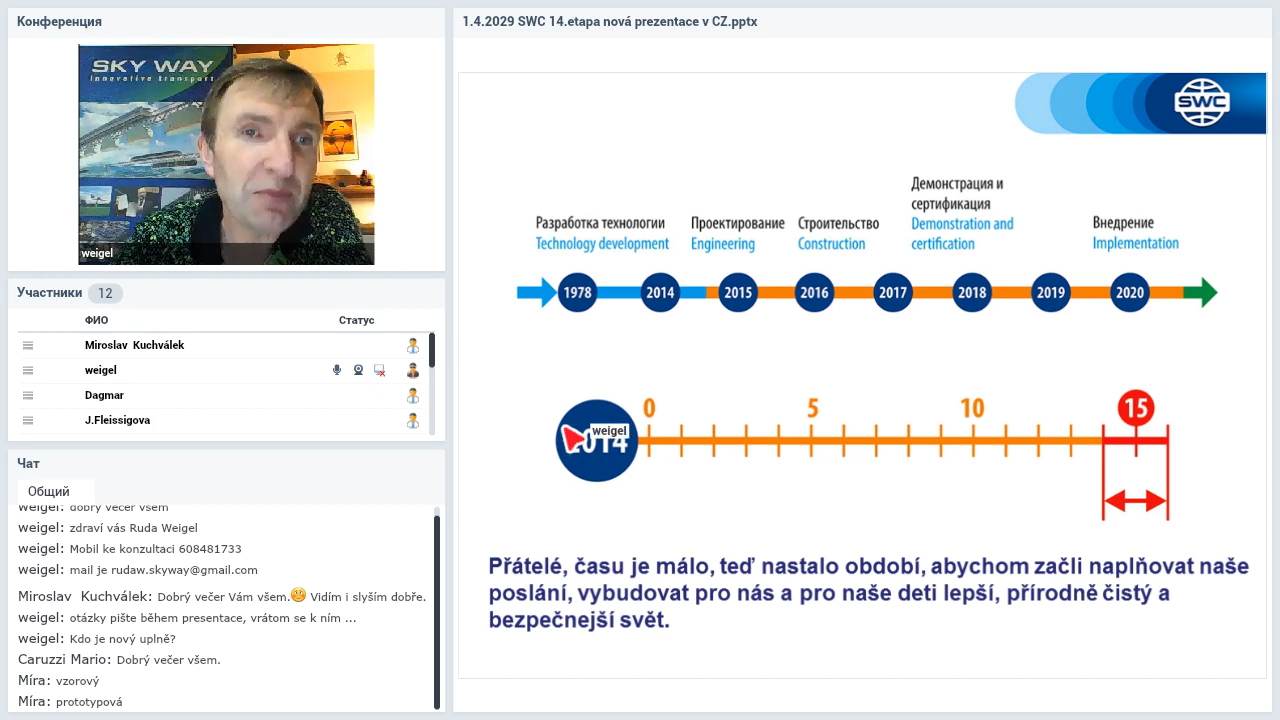 Конференция
SKY WAY
Innovative transport
weigel
Участники 12
ФИО Статус
Miroslav Kuchválek
weigel
Dagmar
J.Fleissigova
Чат
Общий
weigel: dobrý večer všem
weigel: zdraví vás Ruda Weigel
weigel: Mobil ke konzultaci 608481733
weigel: mail je rudaw.skyway@gmail.com
Miroslav Kuchválek: Dobrý večer Vám všem. Vidím i slyším dobře.
weigel: otázky pište během presentace, vrátom se k ním ...
weigel: Kdo je nový uplně?
Caruzzi Mario: Dobrý večer všem.
Míra: vzorový
Míra: prototypová
1.4.2029 SWC 14.etapa nová prezentace v CZ.pptx
SWC
Разработка технологии
Technology development
Проектирование
Engineering
Строительство
Construction
Демонстрация и
сертификация
Demonstration and
certification
Внедрение
Implementation
1978 2014 2015 2016 2017 2018 2019 2020
0 5 10 15
2014
weigel
Přátelé, času je málo, teď nastalo období, abychom začli naplňovat naše
poslání, vybudovat pro nás a pro naše deti lepší, přírodně čistý a
bezpečnejší svět.